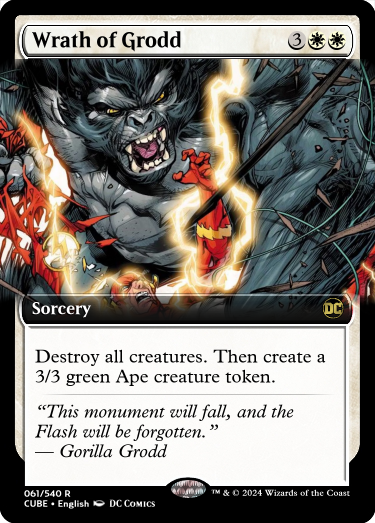 Wrath of Grodd 3
Sorcery DC
Destroy all creatures. Then create a
3/3 green Ape creature token.
“This monument will fall, and the
Flash will be forgotten.”
— Gorilla Grodd
061/540 R
CUBE • English DC COMICS
™ & © 2024 Wizards of the Coast